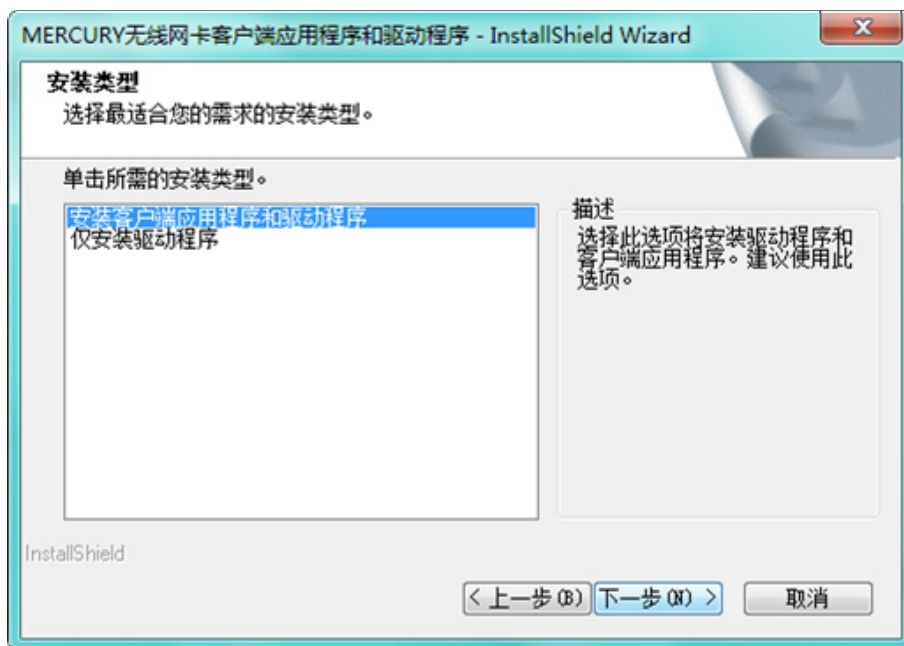 MERCURY无线网卡客户端应用程序和驱动程序 - InstallShield Wizard
安装类型
选择最适合您的需求的安装类型。
单击所需的安装类型。
安装客户端应用程序和驱动程序
仅安装驱动程序
描述
选择此选项将安装驱动程序和
客户端应用程序。建议使用此
选项。
InstallShield
< 上一步(B)
下一步(N) >
取消